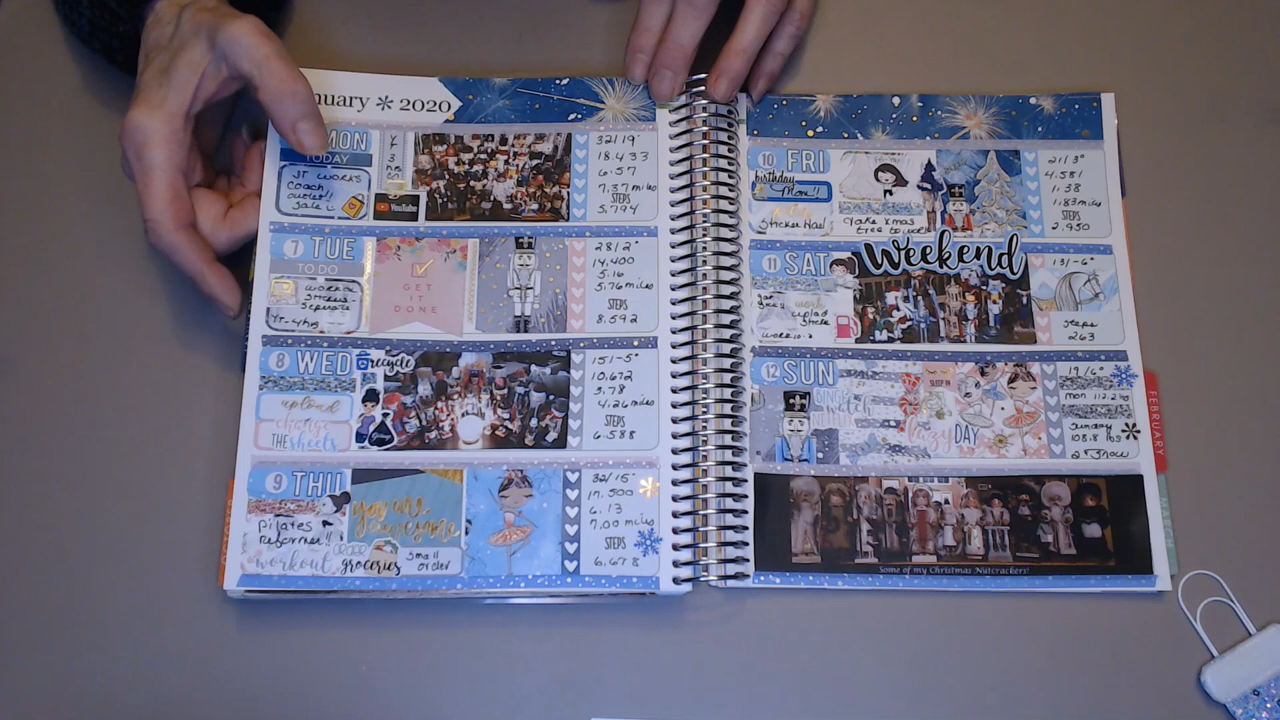 nuary * 2020
MON
TODAY
IT WORKS
Coach
Sale
YouTube
32/19°
18.433
6.57
7.37 miles
STEPS
5.794
7 TUE
TO DO
GET
IT
DONE
28/2°
14,400
5.16
5.76 miles
STEPS
8.592
8 WED
recycle
upload
change
THE sheets
15/-5°
10,672
3.78
4.26 miles
STEPS
6.588
9 THU
Pilates
Reformer!!
workout
you are
awesome
groceries
Small
order
32/15°
17,500
6.13
7.00 miles
STEPS
6,678
10 FRI
birthday
Mom!!
Sticker Haul
take Xmas
tree to
21/3°
4.581
1.38
1.83 miles
STEPS
2.950
11 SAT
Weekend
work
13/-6°
Steps
263
12 SUN
BINGE
watch
SLEEP IN
lazy
DAY
19/6°
mon 112.2
Sunday
108.8 lbs
2" Snow
Some of my Christmas Nutcrackers!
FEBRUARY
MARCH